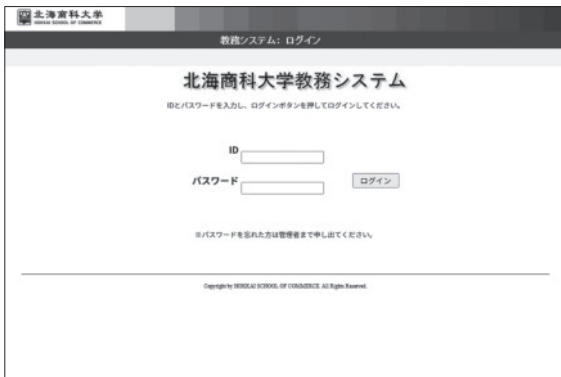 北海商科大学
HOKKAI SCHOOL OF COMMERCE
教務システム: ログイン
北海商科大学教務システム
IDとパスワードを入力し、ログインボタンを押してログインしてください。
ID
パスワード
ログイン
※パスワードを忘れた方は管理者まで申し出てください。
Copyright by HOKKAI SCHOOL OF COMMERCE. All Rights Reserved.